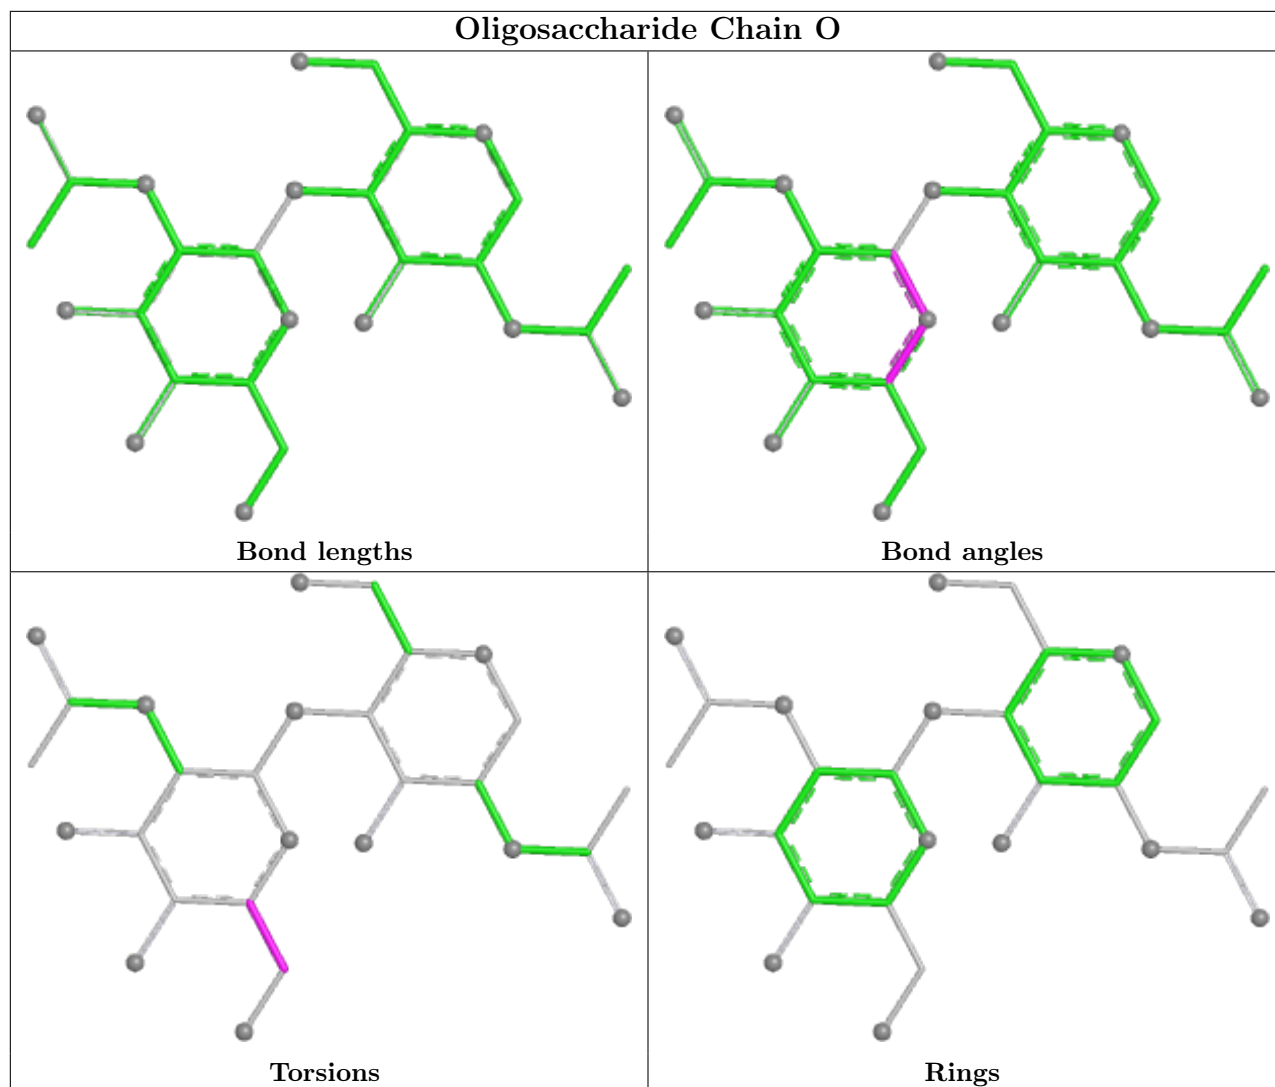 Oligosaccharide Chain O
Bond lengths
Bond angles
Torsions
Rings